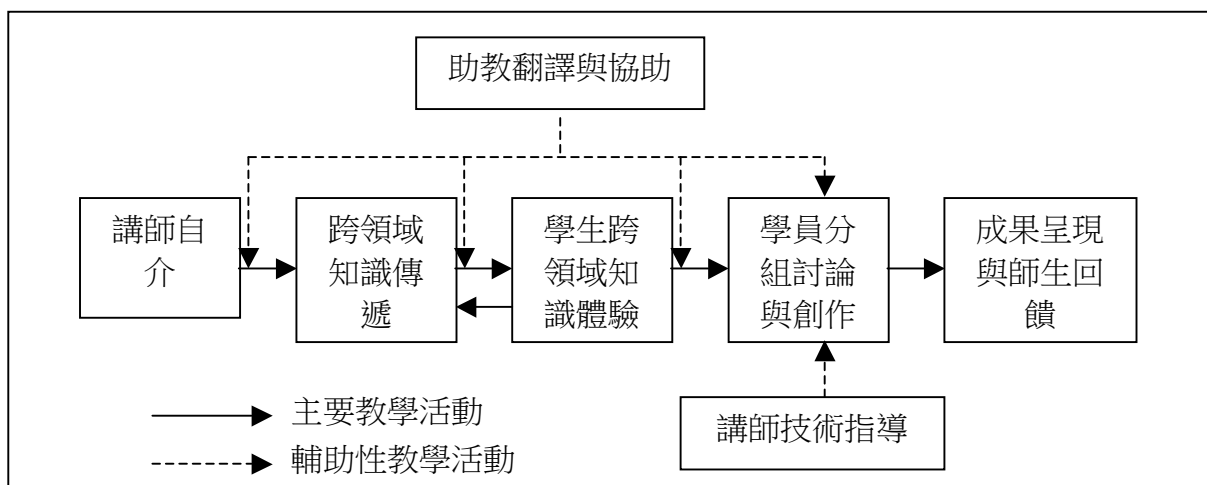 助教翻譯與協助
講師自
介
跨領域
知識傳
遞
學生跨
領域知
識體驗
學員分
組討論
與創作
成果呈現
與師生回
饋
講師技術指導
主要教學活動
輔助性教學活動